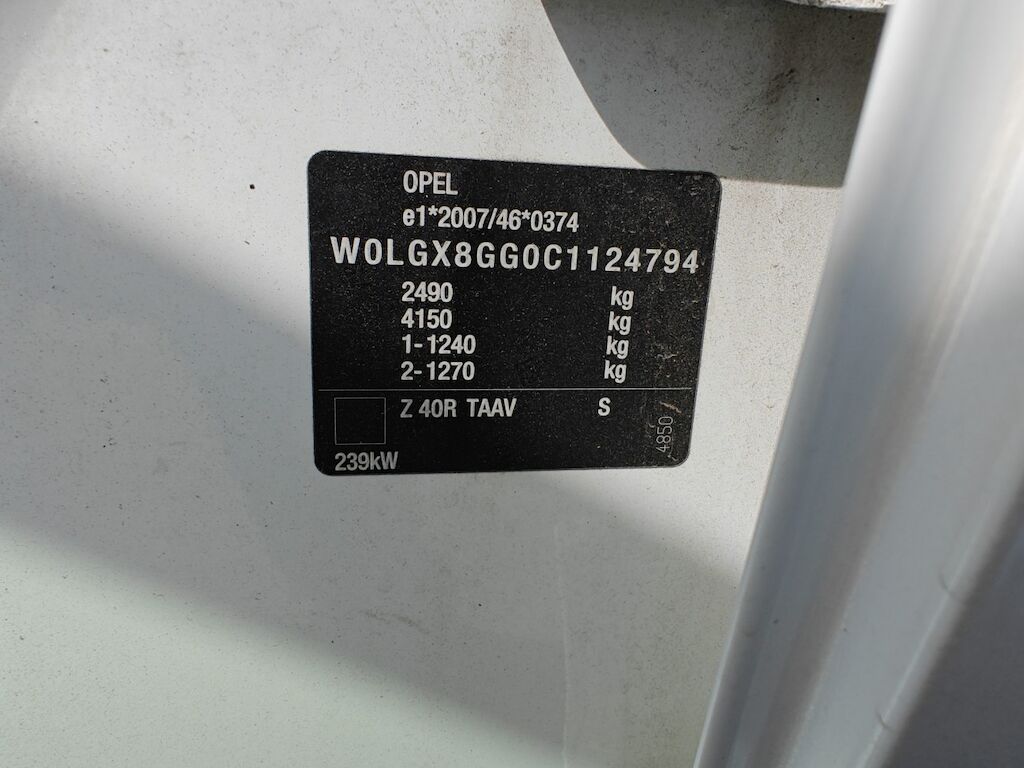 OPEL
e1*2007/46*0374
W0LGX8GG0C1124794
2490 kg
4150 kg
1-1240 kg
2-1270 kg
Z 40R TAAV S
4850
239kW